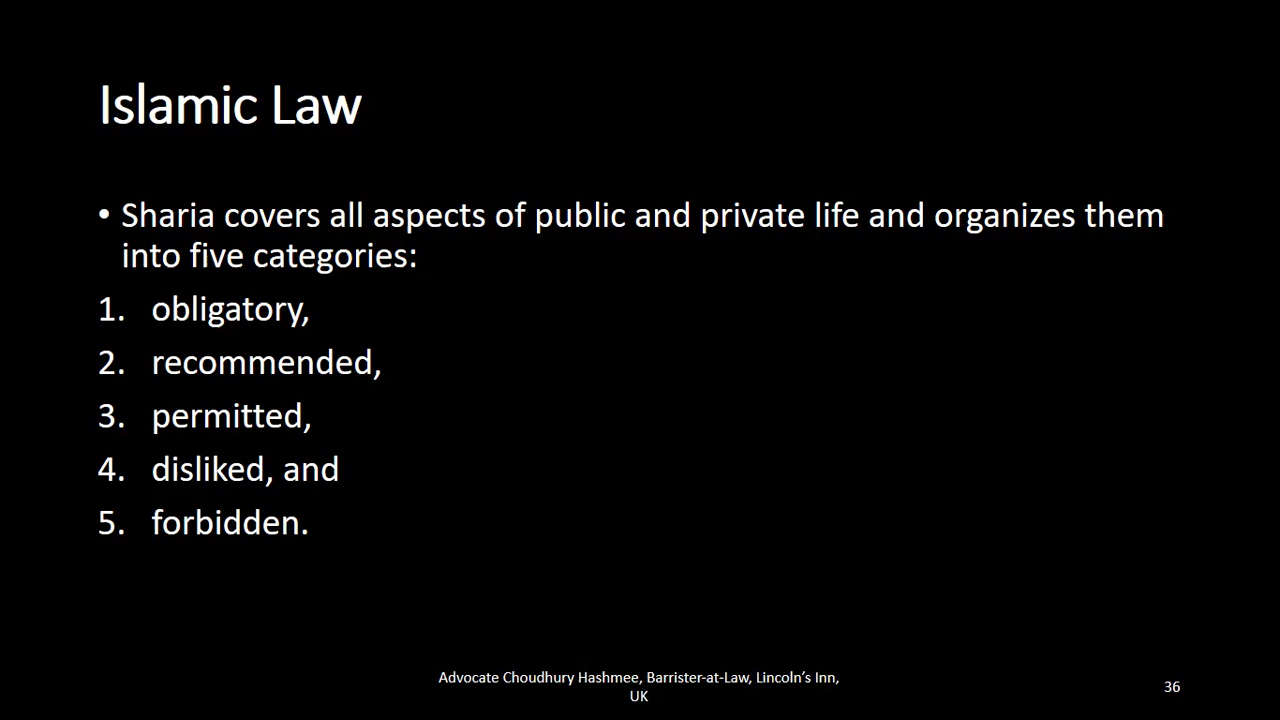 Islamic Law
• Sharia covers all aspects of public and private life and organizes them
into five categories:
1. obligatory,
2. recommended,
3. permitted,
4. disliked, and
5. forbidden.
Advocate Choudhury Hashmee, Barrister-at-Law, Lincoln’s Inn,
UK
36